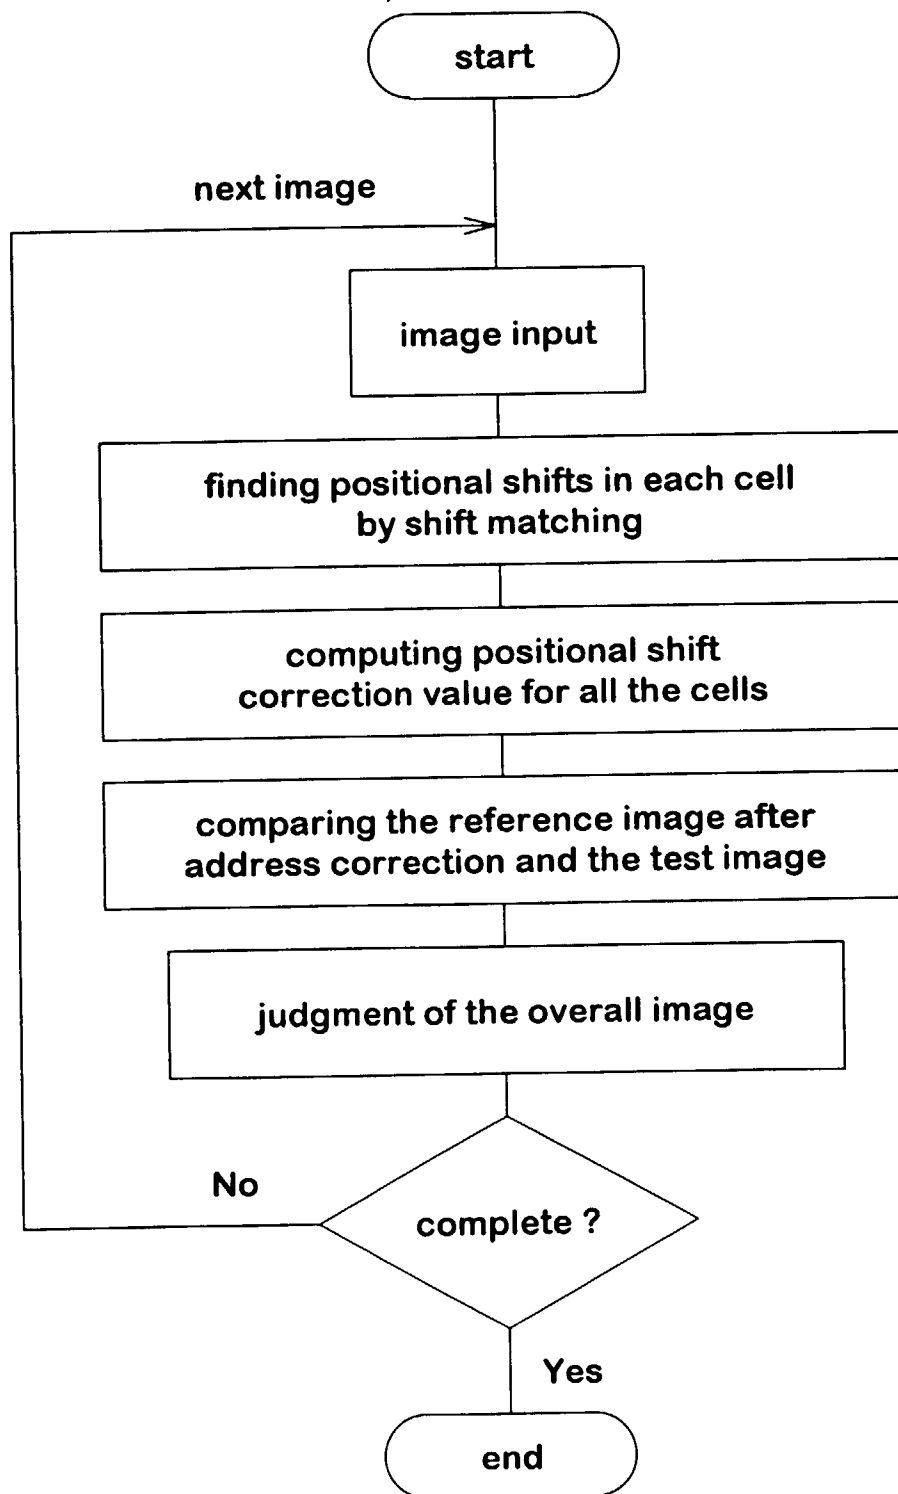 start
next image
image input
finding positional shifts in each cell
by shift matching
computing positional shift
correction value for all the cells
comparing the reference image after
address correction and the test image
judgment of the overall image
No
complete ?
Yes
end